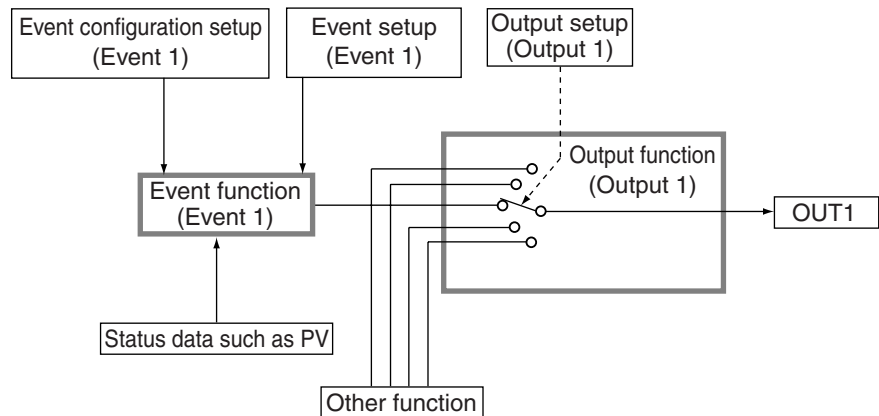 Event configuration setup
(Event 1)
Event setup
(Event 1)
Output setup
(Output 1)
Event function
(Event 1)
Output function
(Output 1)
OUT1
Status data such as PV
Other function